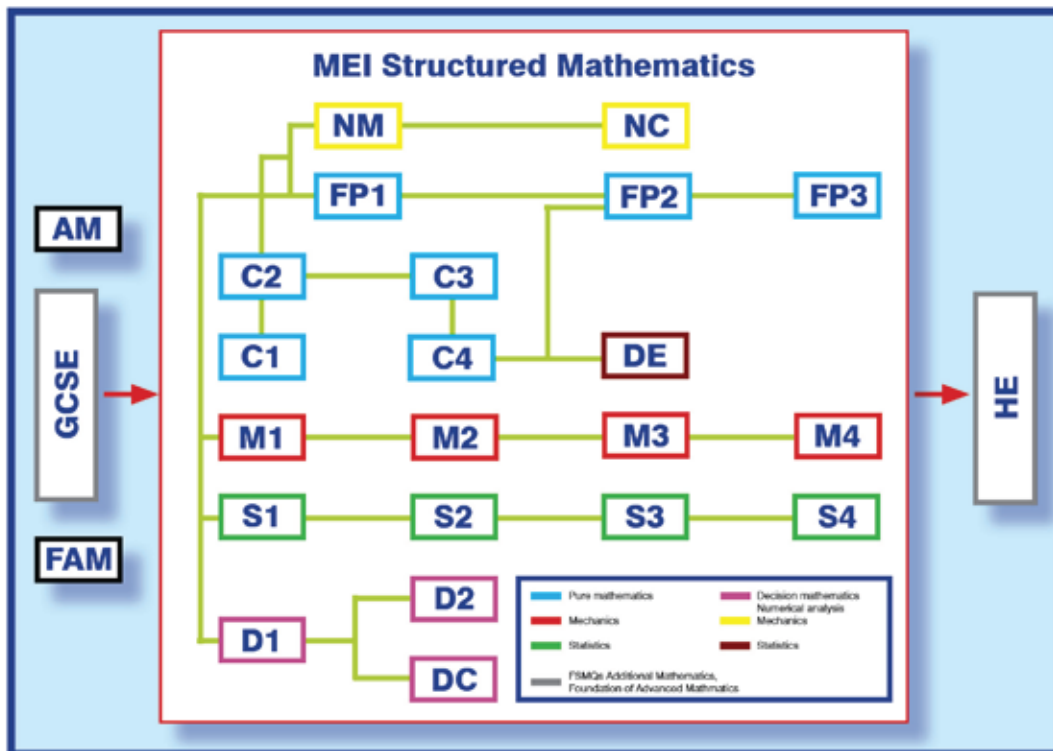 MEI Structured Mathematics
NM
NC
FP1
FP2
FP3
AM
C2
C3
C1
C4
DE
GCSE
HE
M1
M2
M3
M4
S1
S2
S3
S4
FAM
D1
D2
DC
Pure mathematics
Mechanics
Statistics
Decision mathematics
Numerical analysis
Mechanics
Statistics
FSMQs Additional Mathematics,
Foundation of Advanced Mathmatics